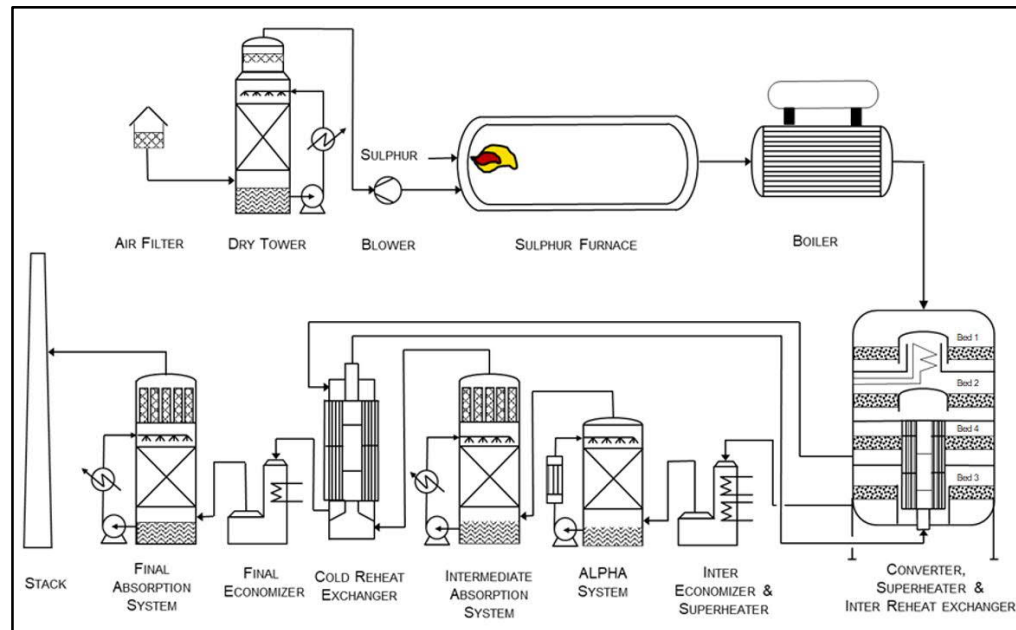 SULPHUR
AIR FILTER
DRY TOWER
BLOWER
SULPHUR FURNACE
BOILER
Bed 1
Bed 2
Bed 4
Bed 3
STACK
FINAL
ABSORPTION
SYSTEM
FINAL
ECONOMIZER
COLD REHEAT
EXCHANGER
INTERMEDIATE
ABSORPTION
SYSTEM
ALPHA
SYSTEM
INTER
ECONOMIZER &
SUPERHEATER
CONVERTER,
SUPERHEATER &
INTER REHEAT EXCHANGER